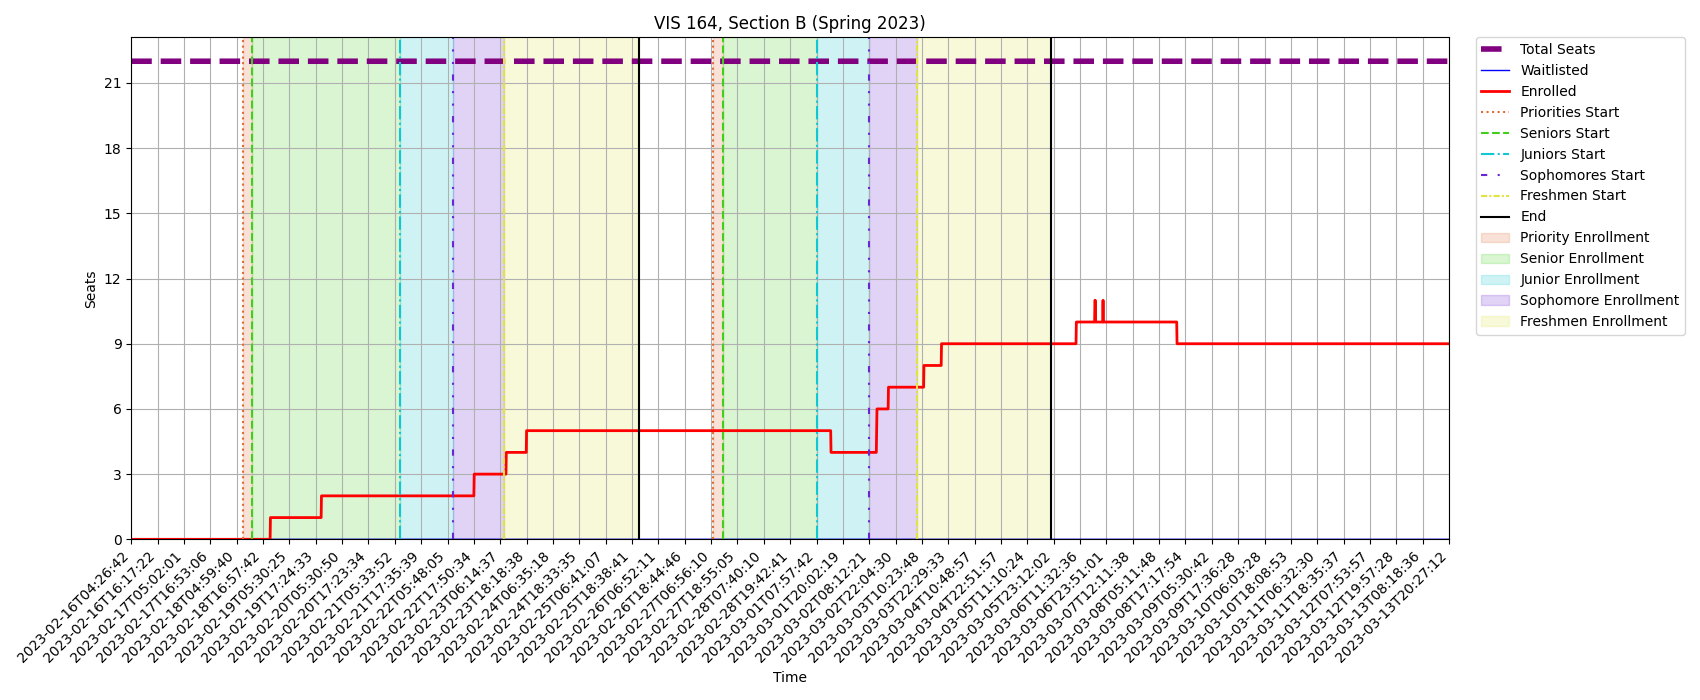 VIS 164, Section B (Spring 2023)
Total Seats
Waitlisted
Enrolled
Priorities Start
Seniors Start
Juniors Start
Sophomores Start
Freshmen Start
End
Priority Enrollment
Senior Enrollment
Junior Enrollment
Sophomore Enrollment
Freshmen Enrollment
Seats
21
18
15
12
9
6
3
0
2023-02-16T04:26:42
2023-02-16T16:17:22
2023-02-17T05:02:01
2023-02-17T16:53:06
2023-02-18T04:59:40
2023-02-18T16:57:42
2023-02-19T05:30:25
2023-02-19T17:24:33
2023-02-20T05:30:50
2023-02-20T17:23:34
2023-02-21T05:33:52
2023-02-21T17:35:39
2023-02-22T05:48:05
2023-02-22T17:50:34
2023-02-23T06:14:37
2023-02-23T18:18:38
2023-02-24T06:35:18
2023-02-24T18:33:35
2023-02-25T06:41:07
2023-02-25T18:38:41
2023-02-26T06:52:11
2023-02-26T18:44:46
2023-02-27T06:56:10
2023-02-27T18:55:05
2023-02-28T07:40:10
2023-02-28T19:42:41
2023-03-01T07:57:42
2023-03-01T20:02:19
2023-03-02T08:12:21
2023-03-02T22:04:30
2023-03-03T10:23:48
2023-03-03T22:29:33
2023-03-04T10:48:57
2023-03-04T22:51:57
2023-03-05T11:10:24
2023-03-05T23:12:02
2023-03-06T11:32:36
2023-03-06T23:51:01
2023-03-07T12:11:38
2023-03-08T05:11:48
2023-03-08T17:17:54
2023-03-09T05:30:42
2023-03-09T17:36:28
2023-03-10T06:03:28
2023-03-10T18:08:53
2023-03-11T06:32:30
2023-03-11T18:35:37
2023-03-12T07:53:57
2023-03-12T19:57:28
2023-03-13T08:18:36
2023-03-13T20:27:12
Time